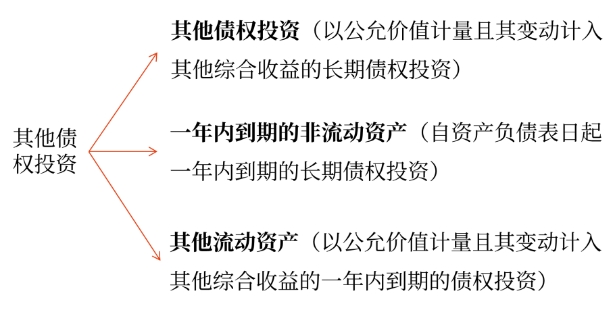 其他债权投资（以公允价值计量且其变动计入
其他综合收益的长期债权投资）
其他债
权投资
一年内到期的非流动资产（自资产负债表日起
一年内到期的长期债权投资）
其他流动资产（以公允价值计量且其变动计入
其他综合收益的一年内到期的债权投资）